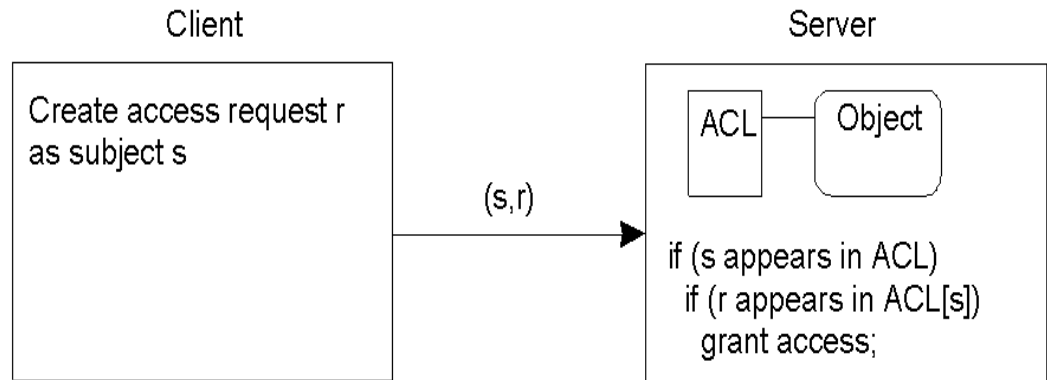 Client
Server
Create access request r
as subject s
(s,r)
ACL
Object
if (s appears in ACL)
if (r appears in ACL[s])
grant access;